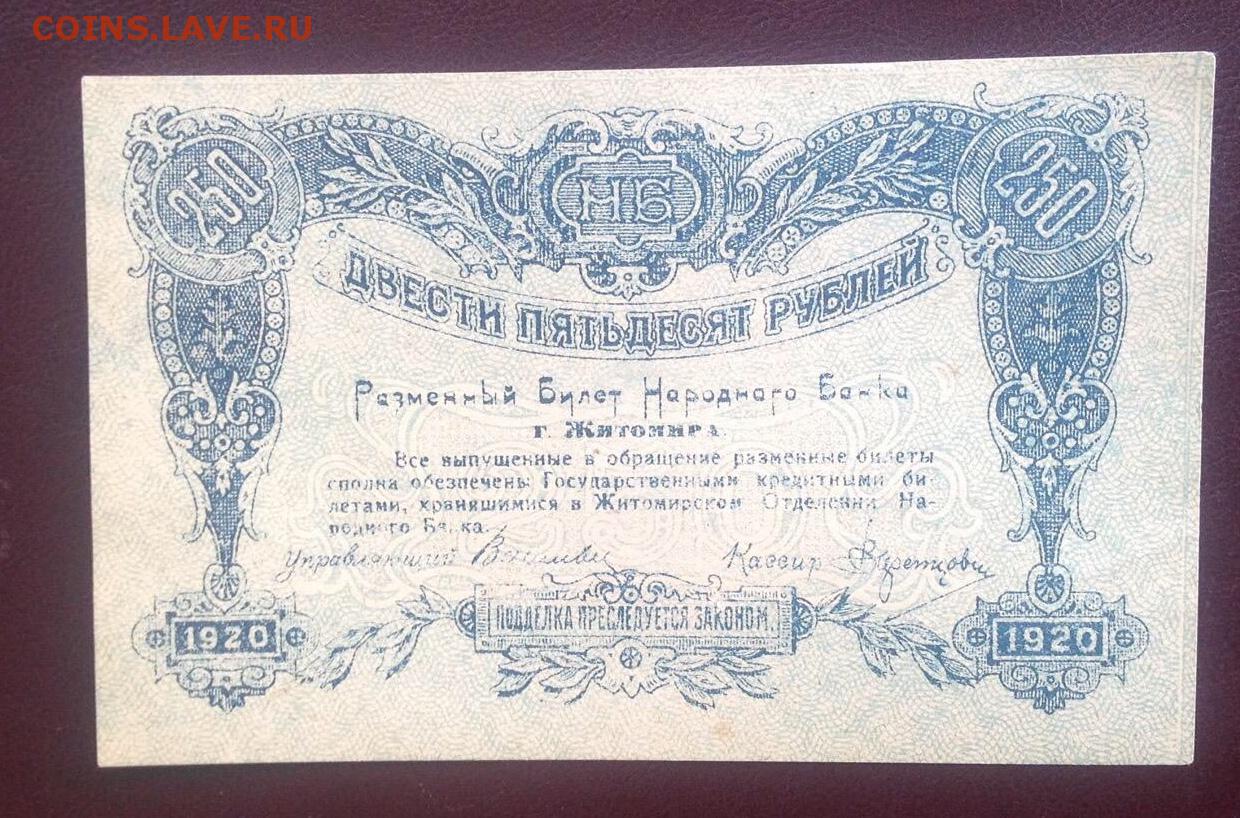 COINS.LAVE.RU
250 НБ 250
ДВЕСТИ ПЯТЬДЕСЯТ РУБЛЕЙ
Разменный Билет Народного Банка
г. Житомира.
Все выпущенные в обращение разменные билеты
сполна обезпечены Государственными кредитными би-
летами, хранящимися в Житомирском Отделении На-
родного Банка.
Управляющий Кассир
ПОДДЕЛКА ПРЕСЛЕДУЕТСЯ ЗАКОНОМ.
1920 1920